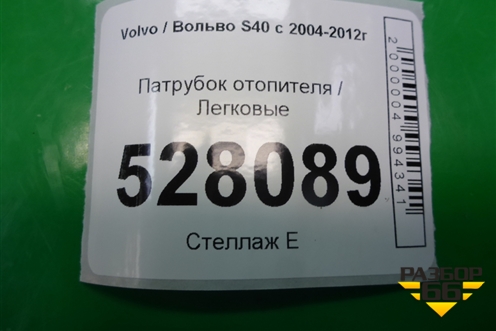 Volvo / Вольво S40 с 2004-2012г
Патрубок отопителя /
Легковые
528089
Стеллаж Е
2000004994341
РАЗБОР
66